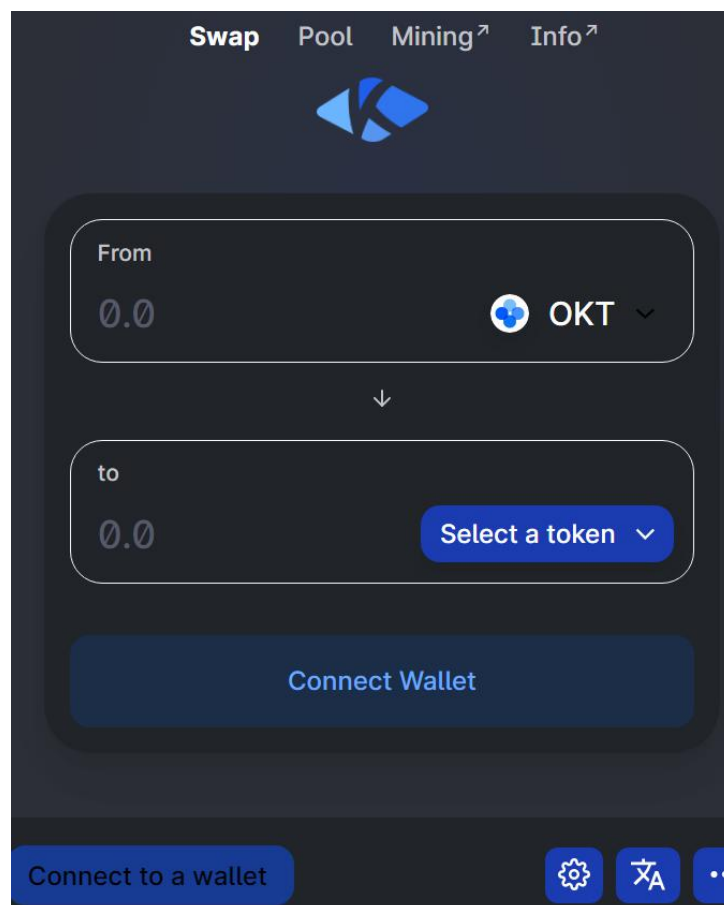 Swap Pool Mining↗ Info↗
From
0.0 OKT
to
0.0 Select a token
Connect Wallet
Connect to a wallet